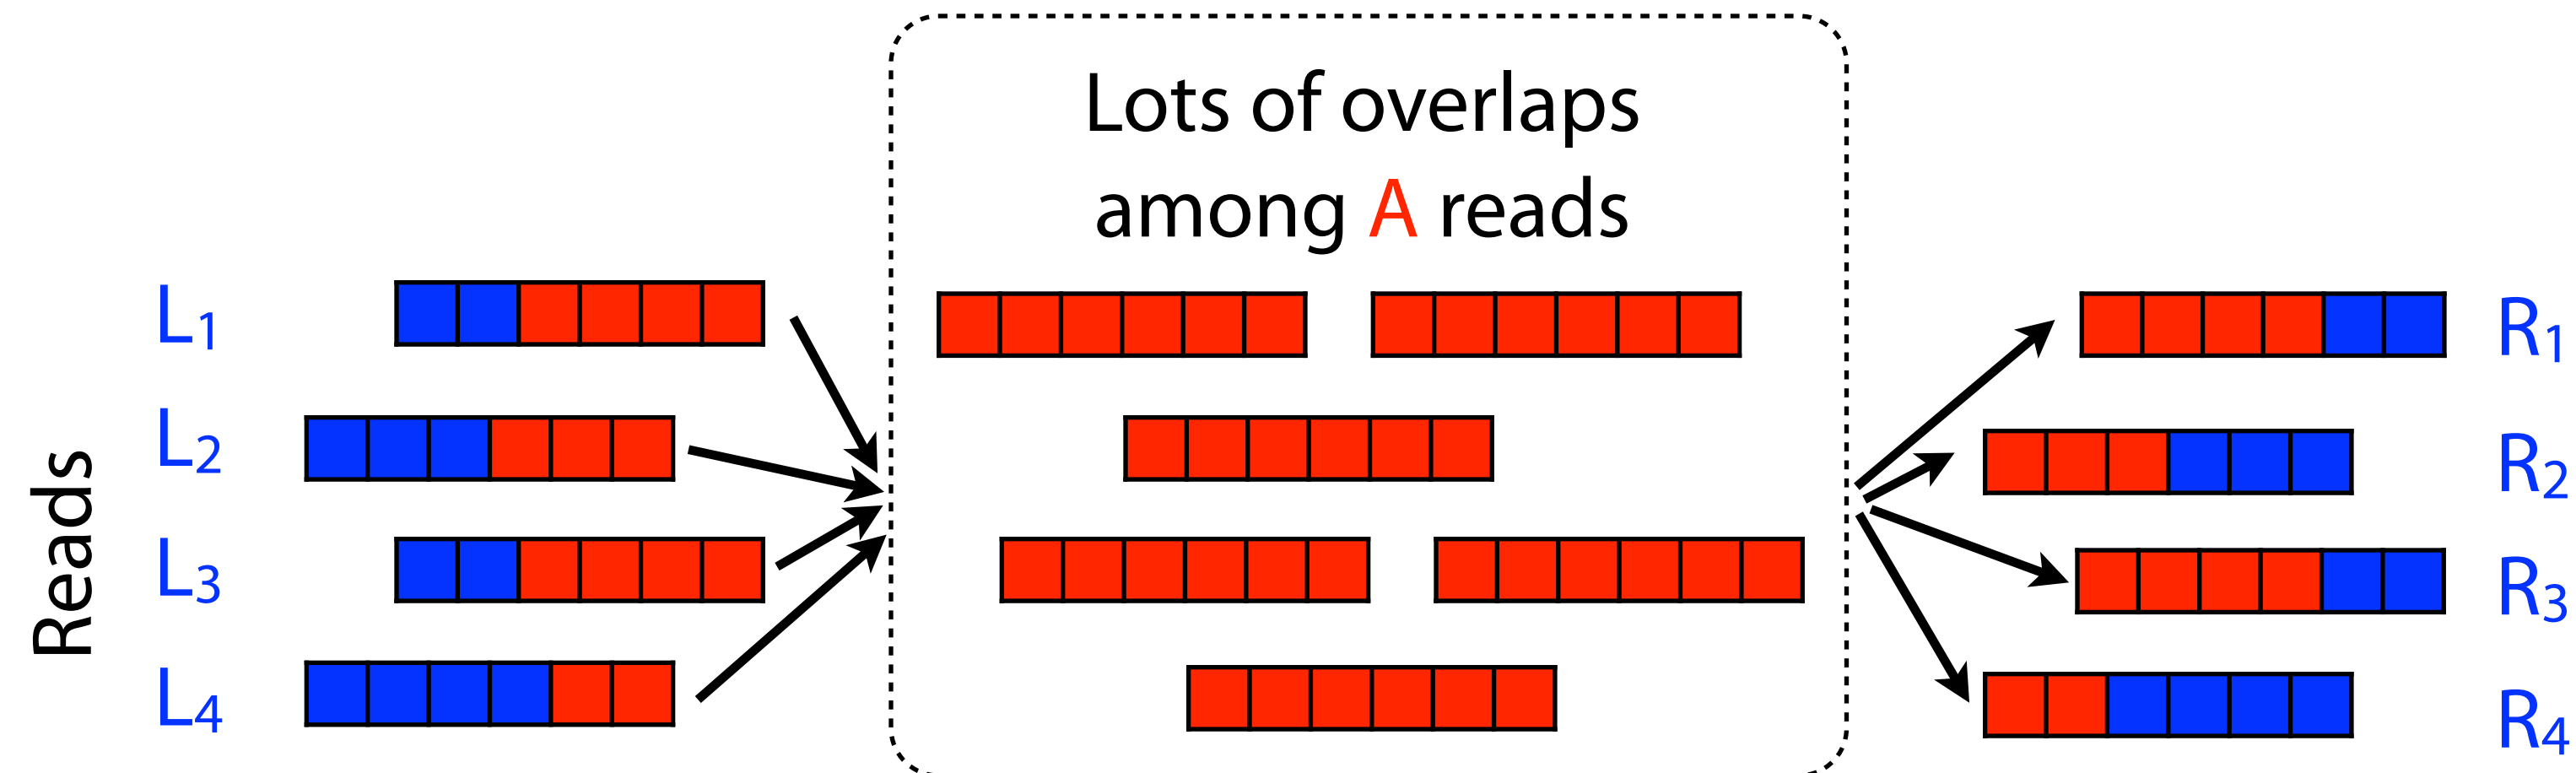 Lots of overlaps
among A reads
Reads
L1
L2
L3
L4
R1
R2
R3
R4